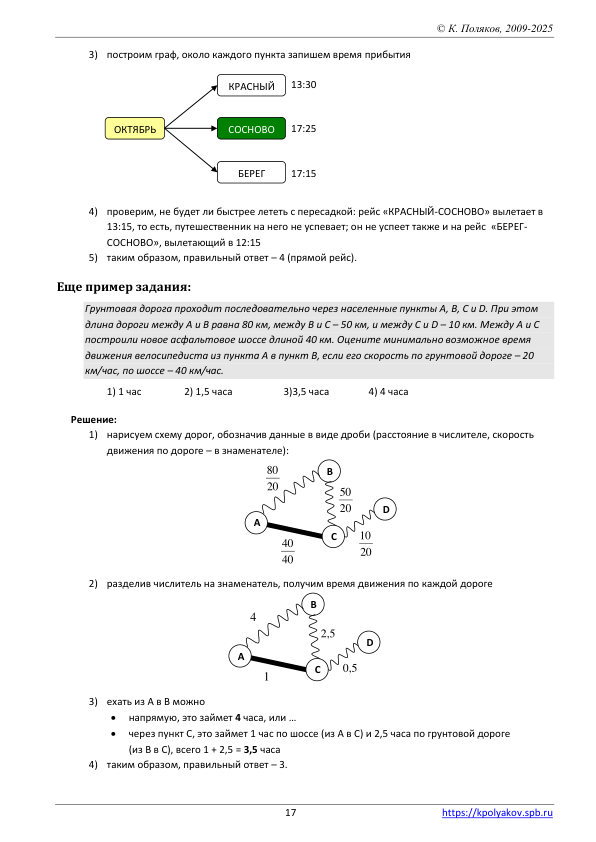 © К. Поляков, 2009-2025
3) построим граф, около каждого пункта запишем время прибытия
КРАСНЫЙ 13:30
ОКТЯБРЬ СОСНОВО 17:25
БЕРЕГ 17:15
4) проверим, не будет ли быстрее лететь с пересадкой: рейс «КРАСНЫЙ-СОСНОВО» вылетает в
13:15, то есть, путешественник на него не успевает; он не успеет также и на рейс «БЕРЕГ-
СОСНОВО», вылетающий в 12:15
5) таким образом, правильный ответ – 4 (прямой рейс).
Еще пример задания:
Грунтовая дорога проходит последовательно через населенные пункты А, B, С и D. При этом
длина дороги между А и В равна 80 км, между В и С – 50 км, и между С и D – 10 км. Между А и С
построили новое асфальтовое шоссе длиной 40 км. Оцените минимально возможное время
движения велосипедиста из пункта А в пункт В, если его скорость по грунтовой дороге – 20
км/час, по шоссе – 40 км/час.
1) 1 час 2) 1,5 часа 3)3,5 часа 4) 4 часа
Решение:
1) нарисуем схему дорог, обозначив данные в виде дроби (расстояние в числителе, скорость
движения по дороге – в знаменателе):
80
20
B
50
20
D
A
C
10
20
40
40
2) разделив числитель на знаменатель, получим время движения по каждой дороге
B
4
2,5
D
A
C
0,5
1
3) ехать из А в В можно
• напрямую, это займет 4 часа, или …
• через пункт С, это займет 1 час по шоссе (из А в С) и 2,5 часа по грунтовой дороге
(из В в С), всего 1 + 2,5 = 3,5 часа
4) таким образом, правильный ответ – 3.
17 https://kpolyakov.spb.ru